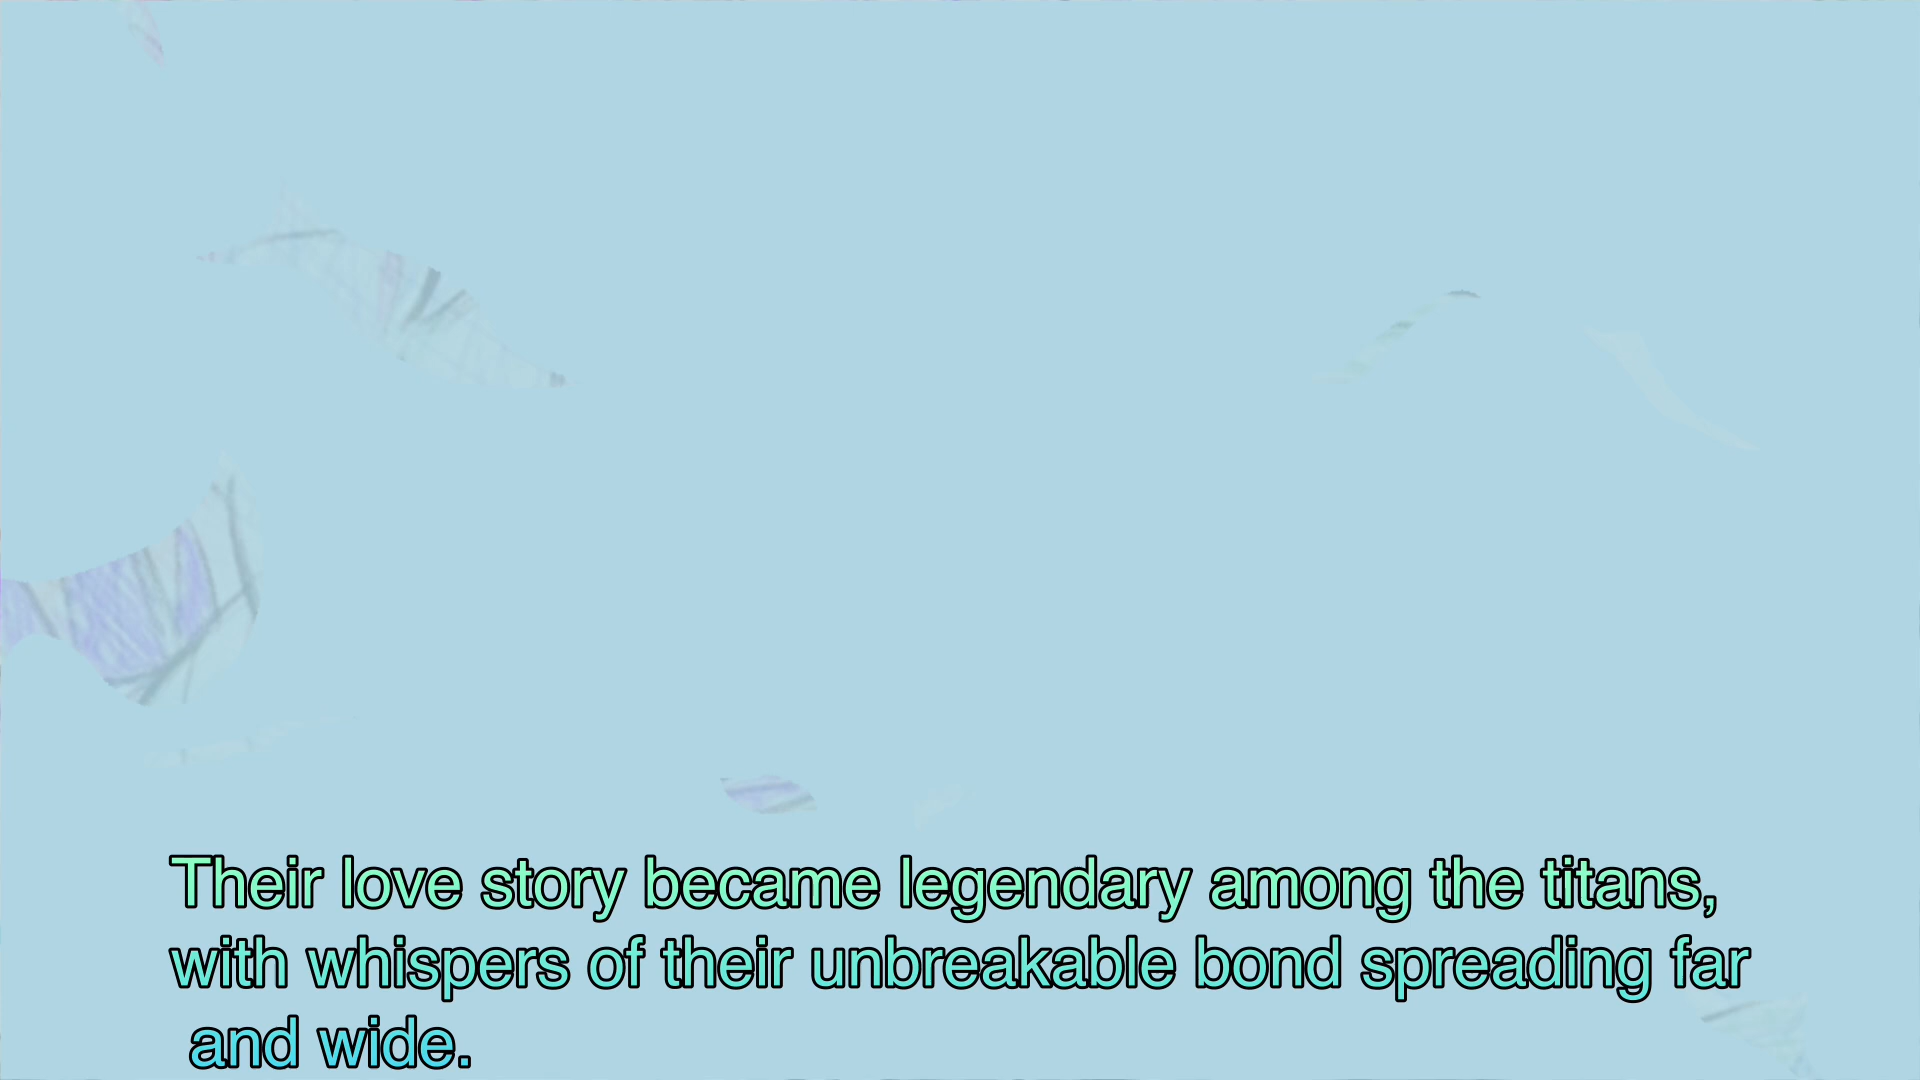 Their love story became legendary among the titans,
with whispers of their unbreakable bond spreading far
and wide.